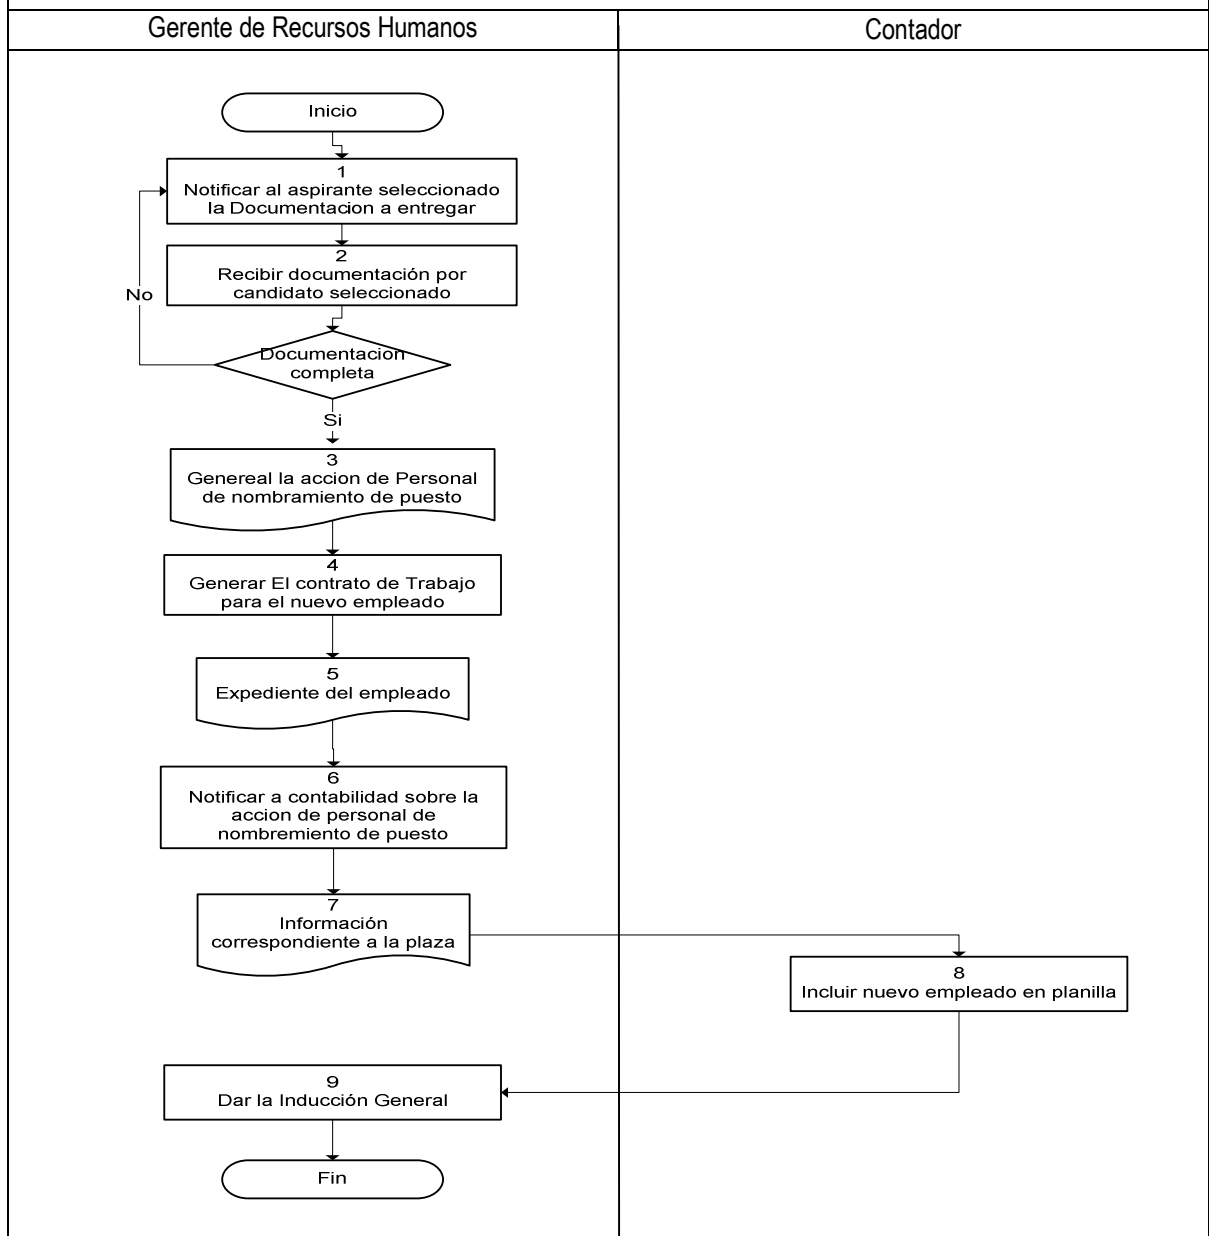 Gerente de Recursos Humanos
Contador
Inicio
1
Notificar al aspirante seleccionado
la Documentacion a entregar
2
Recibir documentación por
candidato seleccionado
No
Documentacion
completa
Si
3
Genereal la accion de Personal
de nombramiento de puesto
4
Generar El contrato de Trabajo
para el nuevo empleado
5
Expediente del empleado
6
Notificar a contabilidad sobre la
accion de personal de
nombremiento de puesto
7
Información
correspondiente a la plaza
8
Incluir nuevo empleado en planilla
9
Dar la Inducción General
Fin